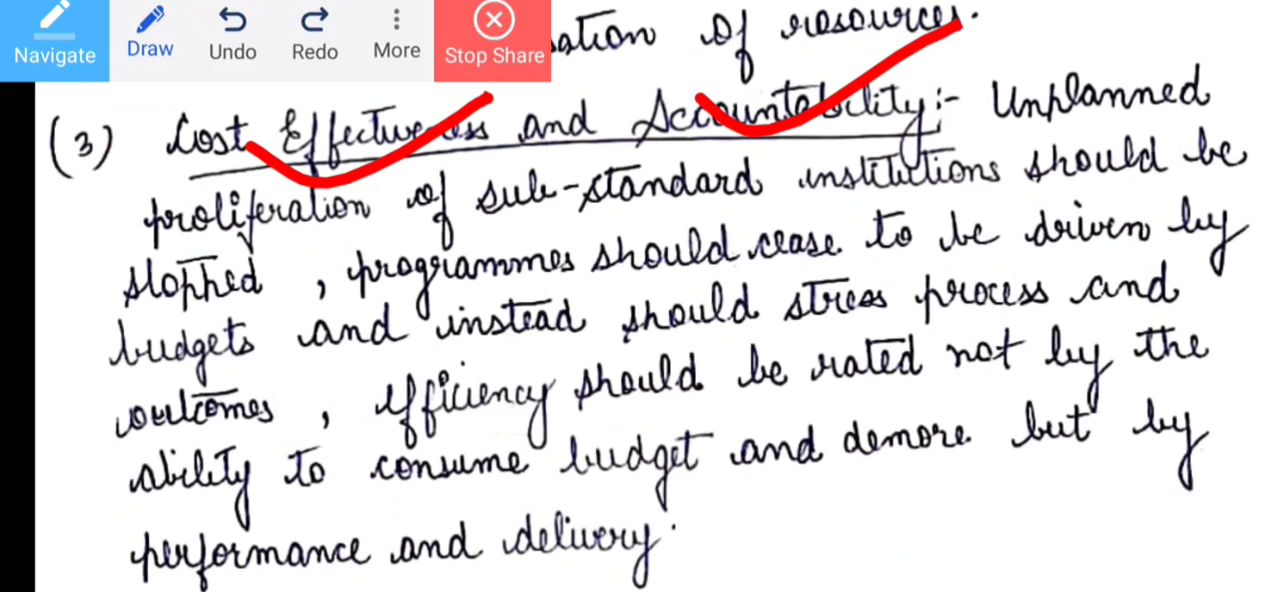 Navigate Draw Undo Redo More Stop Share
sation of resources.
(3) Cost Effectiveness and Accountability:- Unplanned
proliferation of sub-standard institutions should be
stopped, programmes should cease to be driven by
budgets and instead should stress process and
outcomes, efficiency should be rated not by the
ability to consume budget and demore but by
performance and delivery.